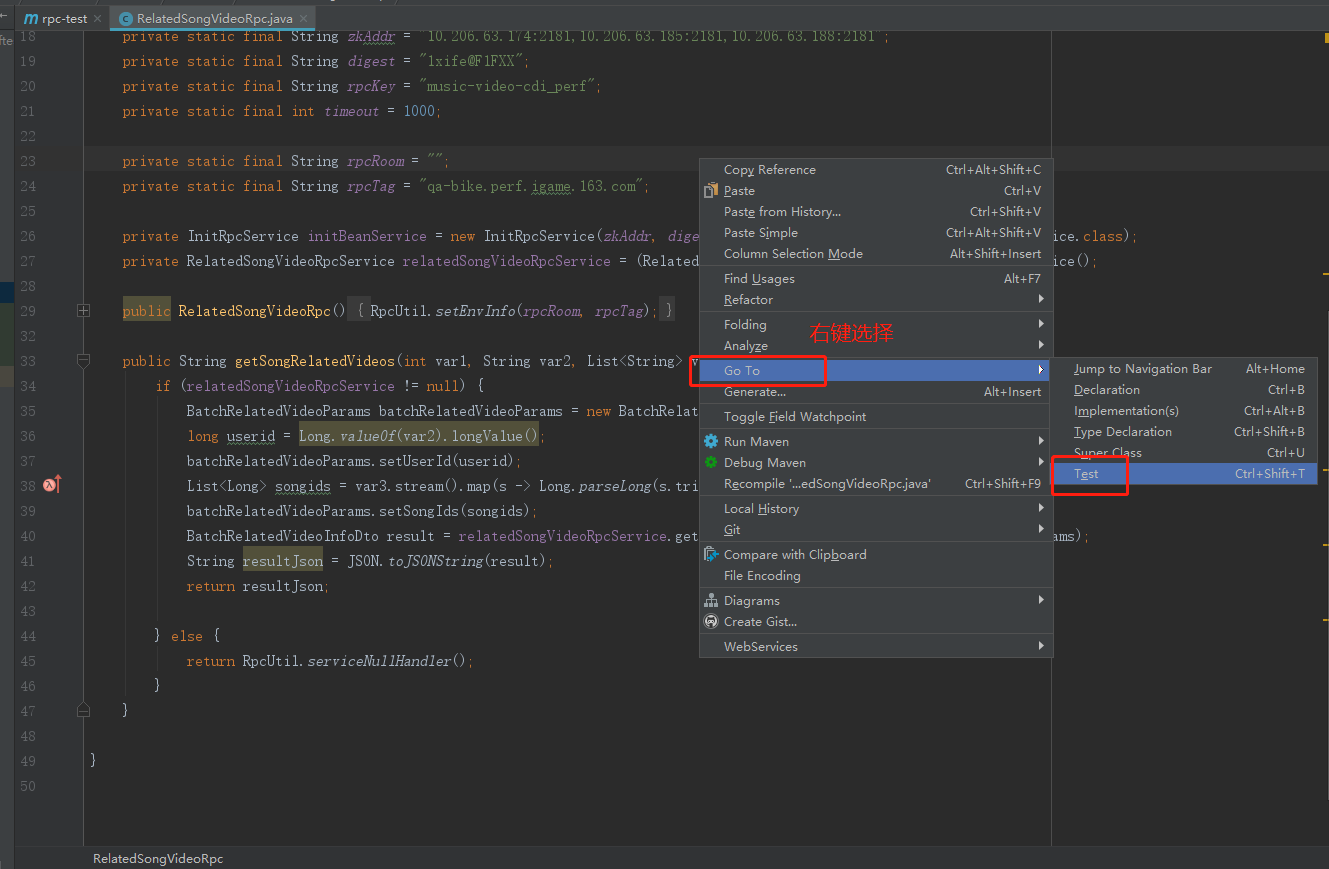 rpc-test
RelatedSongVideoRpc.java
18 private static final String zkAddr = "10.206.63.174:2181,10.206.63.185:2181,10.206.63.188:2181";
19 private static final String digest = "lxife@F1FXX";
20 private static final String rpcKey = "music-video-cdi_perf";
21 private static final int timeout = 1000;
22
23 private static final String rpcRoom = "";
24 private static final String rpcTag = "qa-bike.perf.igame.163.com";
25
26 private InitRpcService initBeanService = new InitRpcService(zkAddr, dige ice.class);
27 private RelatedSongVideoRpcService relatedSongVideoRpcService = (Related ice();
28
29 public RelatedSongVideoRpc() { RpcUtil.setEnvInfo(rpcRoom, rpcTag); }
32
33 public String getSongRelatedVideos(int var1, String var2, List<String> v
34 if (relatedSongVideoRpcService != null) {
35 BatchRelatedVideoParams batchRelatedVideoParams = new BatchRelat
36 long userid = Long.valueOf(var2).longValue();
37 batchRelatedVideoParams.setUserId(userid);
38 List<Long> songids = var3.stream().map(s -> Long.parseLong(s.tri
39 batchRelatedVideoParams.setSongIds(songids);
40 BatchRelatedVideoInfoDto result = relatedSongVideoRpcService.get ams);
41 String resultJson = JSON.toJSONString(result);
42 return resultJson;
43
44 } else {
45 return RpcUtil.serviceNullHandler();
46 }
47 }
48
49 }
50
RelatedSongVideoRpc
Copy Reference Ctrl+Alt+Shift+C
Paste Ctrl+V
Paste from History... Ctrl+Shift+V
Paste Simple Ctrl+Alt+Shift+V
Column Selection Mode Alt+Shift+Insert
Find Usages Alt+F7
Refactor
Folding
Analyze
右键选择
Go To
Generate... Alt+Insert
Toggle Field Watchpoint
Run Maven
Debug Maven
Recompile '...edSongVideoRpc.java' Ctrl+Shift+F9
Local History
Git
Compare with Clipboard
File Encoding
Diagrams
Create Gist...
WebServices
Jump to Navigation Bar Alt+Home
Declaration Ctrl+B
Implementation(s) Ctrl+Alt+B
Type Declaration Ctrl+Shift+B
Super Class Ctrl+U
Test Ctrl+Shift+T